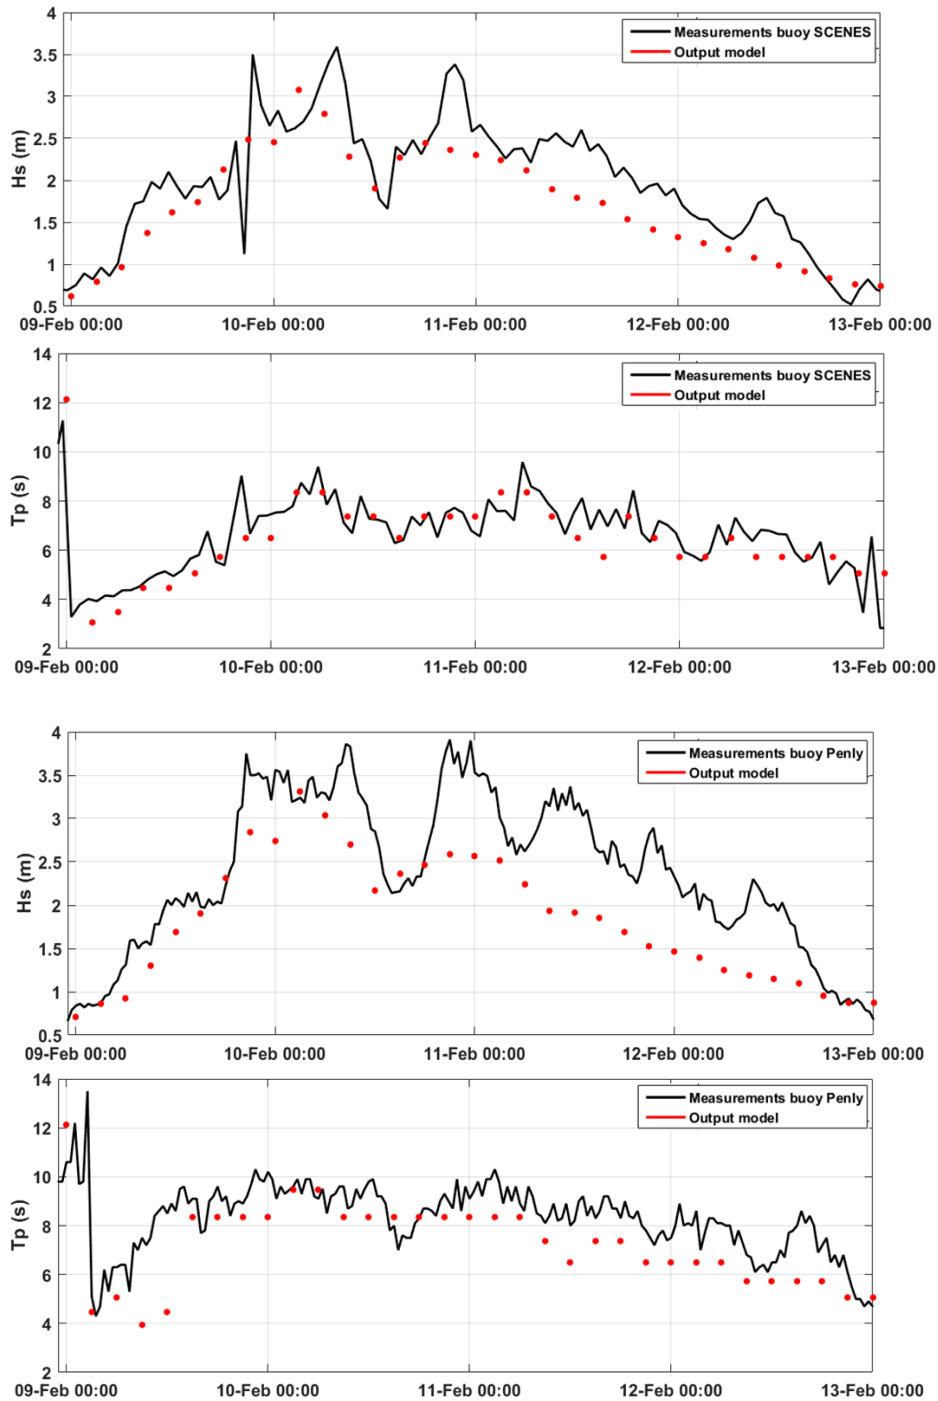 4
3.5
3
2.5
2
1.5
1
0.5
Hs (m)
Measurements buoy SCENES
Output model
09-Feb 00:00 10-Feb 00:00 11-Feb 00:00 12-Feb 00:00 13-Feb 00:00
14
12
10
8
6
4
2
Tp (s)
Measurements buoy SCENES
Output model
09-Feb 00:00 10-Feb 00:00 11-Feb 00:00 12-Feb 00:00 13-Feb 00:00
4
3.5
3
2.5
2
1.5
1
0.5
Hs (m)
Measurements buoy Penly
Output model
09-Feb 00:00 10-Feb 00:00 11-Feb 00:00 12-Feb 00:00 13-Feb 00:00
14
12
10
8
6
4
2
Tp (s)
Measurements buoy Penly
Output model
09-Feb 00:00 10-Feb 00:00 11-Feb 00:00 12-Feb 00:00 13-Feb 00:00